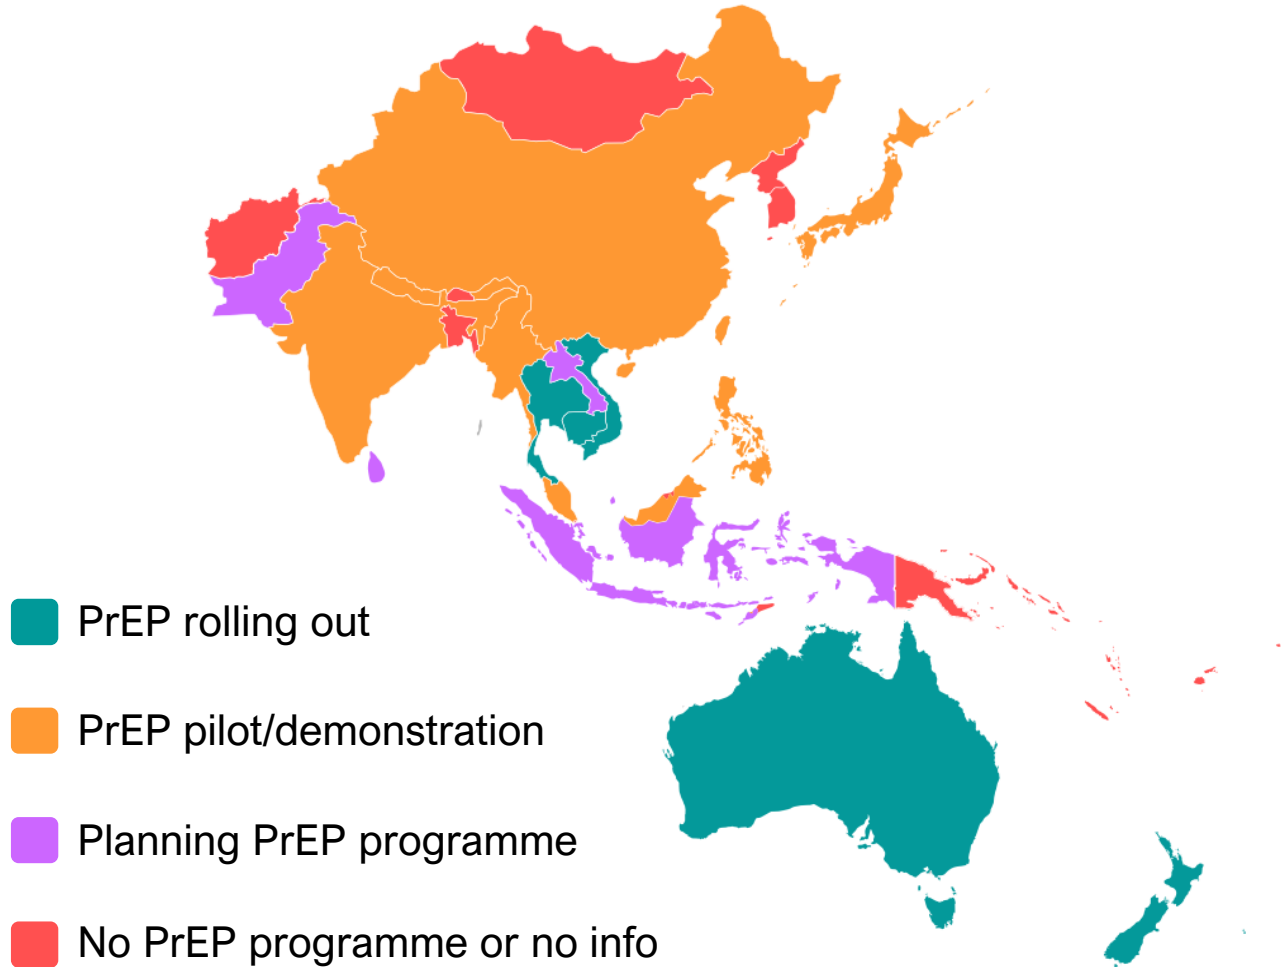 PrEP rolling out
PrEP pilot/demonstration
Planning PrEP programme
No PrEP programme or no info